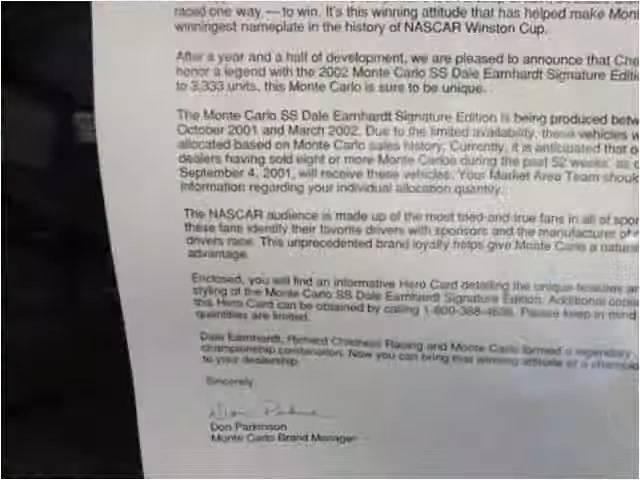 raced one way, — to win. It's this winning attitude that has helped make Mon
winningest nameplate in the history of NASCAR Winston Cup.
After a year and a half of development, we are pleased to announce that Che
honor a legend with the 2002 Monte Carlo SS Dale Earnhardt Signature Editi
to 3,333 units, this Monte Carlo is sure to be unique.
The Monte Carlo SS Dale Earnhardt Signature Edition is being produced betw
October 2001 and March 2002. Due to the limited availability, these vehicles w
allocated based on Monte Carlo sales history. Currently, it is anticipated that o
dealers having sold eight or more Monte Carlos during the past 52 weeks, as o
September 4, 2001, will receive these vehicles. Your Market Area Team shoul
information regarding your individual allocation quantity.
The NASCAR audience is made up of the most tried-and-true fans in all of spor
these fans identify their favorite drivers with sponsors and the manufacturer of
drivers race. This unprecedented brand loyalty helps give Monte Carlo a natura
advantage.
Enclosed, you will find an informative Hero Card detailing the unique features an
styling of the Monte Carlo SS Dale Earnhardt Signature Edition. Additional copie
this Hero Card can be obtained by calling Please keep in mind
quantities are limited.
Dale Earnhardt, Richard Childress Racing and Monte Carlo formed a legendary
championship combination. Now you can bring that winning attitude of a champio
to your dealership.
Sincerely
Don Parkinson
Don Parkinson
Monte Carlo Brand Manager